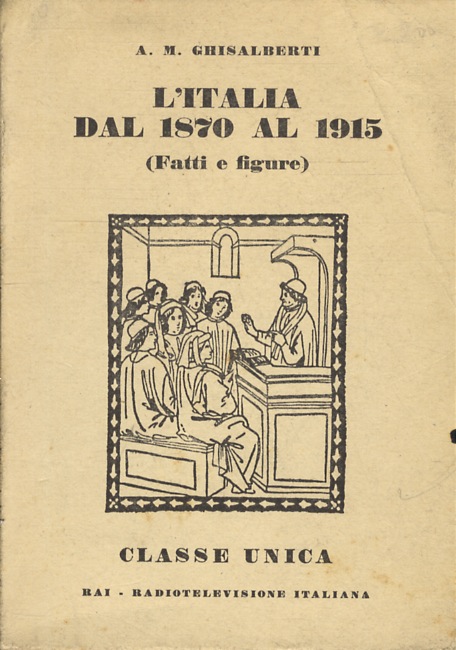 A. M. GHISALBERTI
L'ITALIA
DAL 1870 AL 1915
(Fatti e figure)
CLASSE UNICA
RAI - RADIOTELEVISIONE ITALIANA